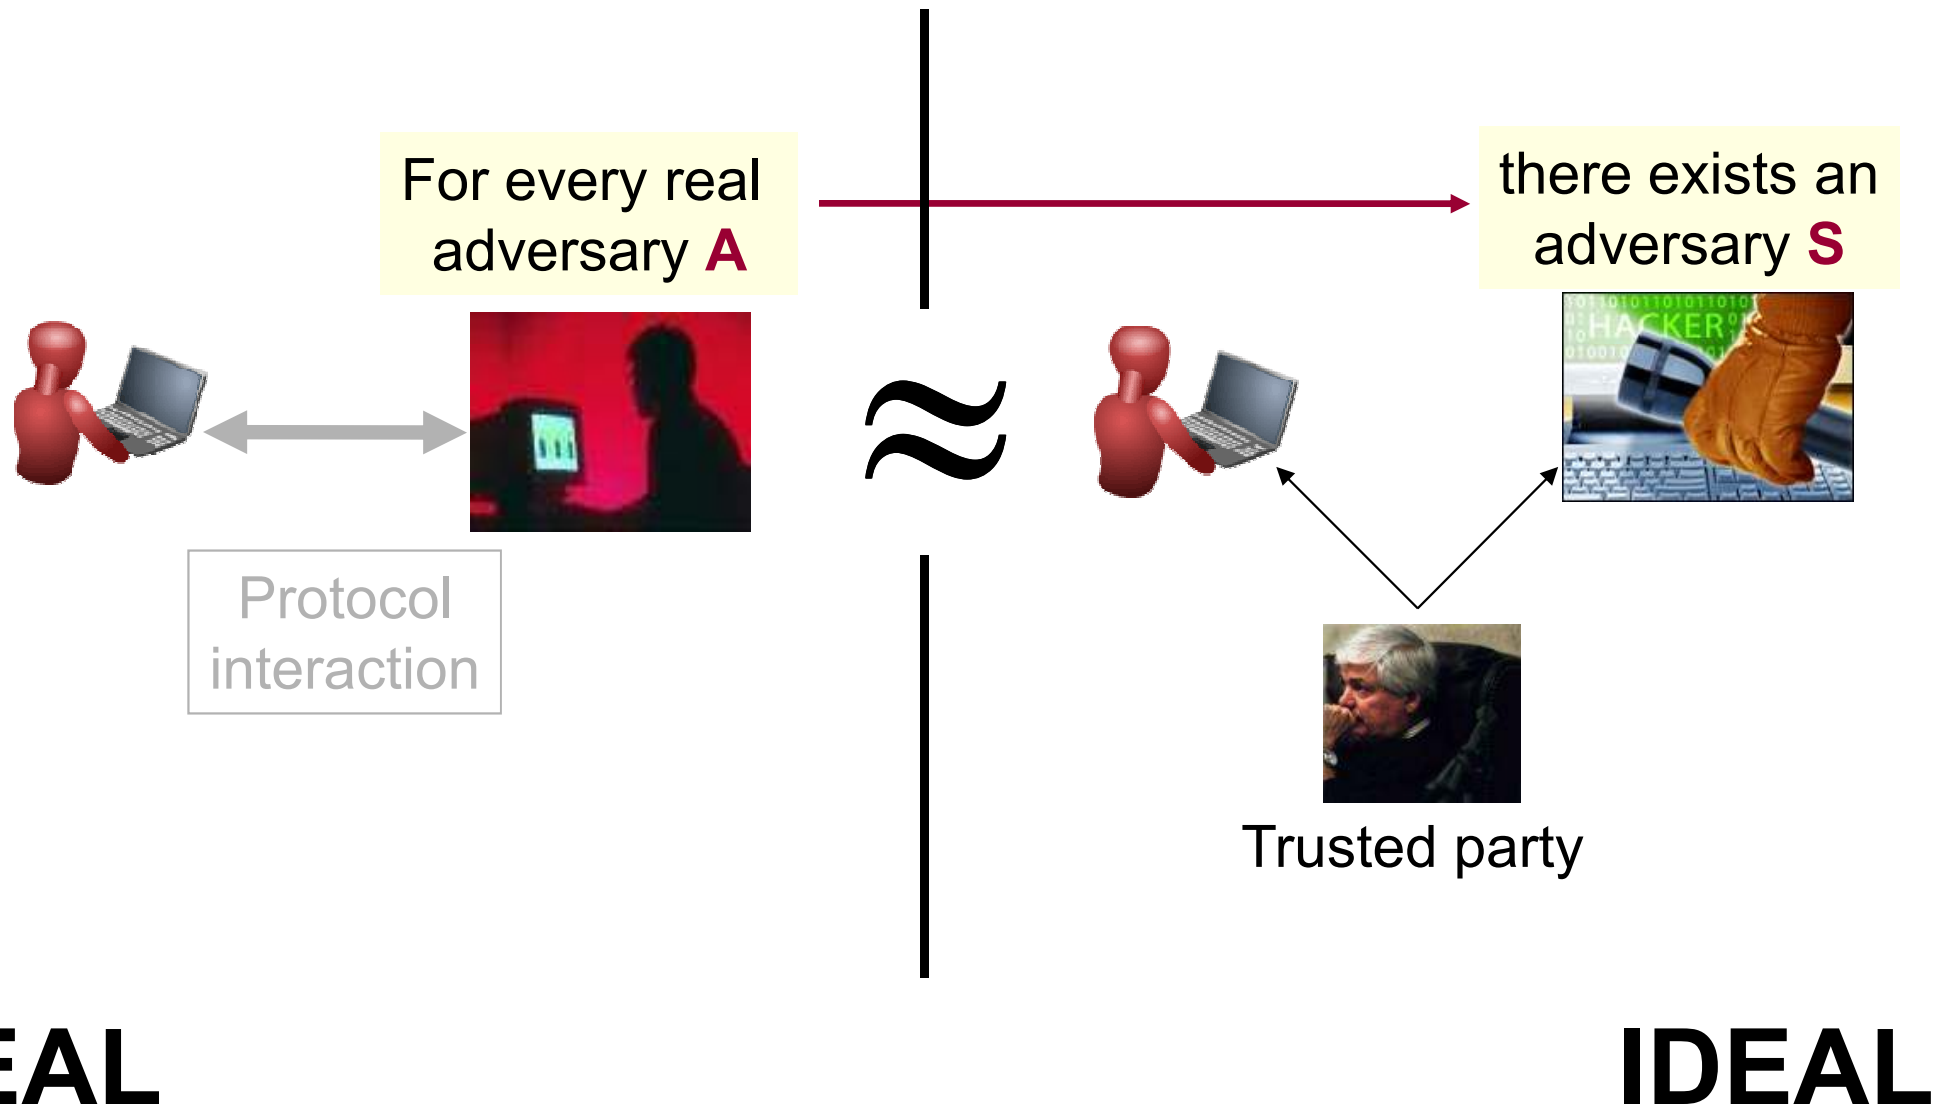 For every real
adversary A
there exists an
adversary S
HACKER
≈
Protocol
interaction
Trusted party
EAL
IDEAL